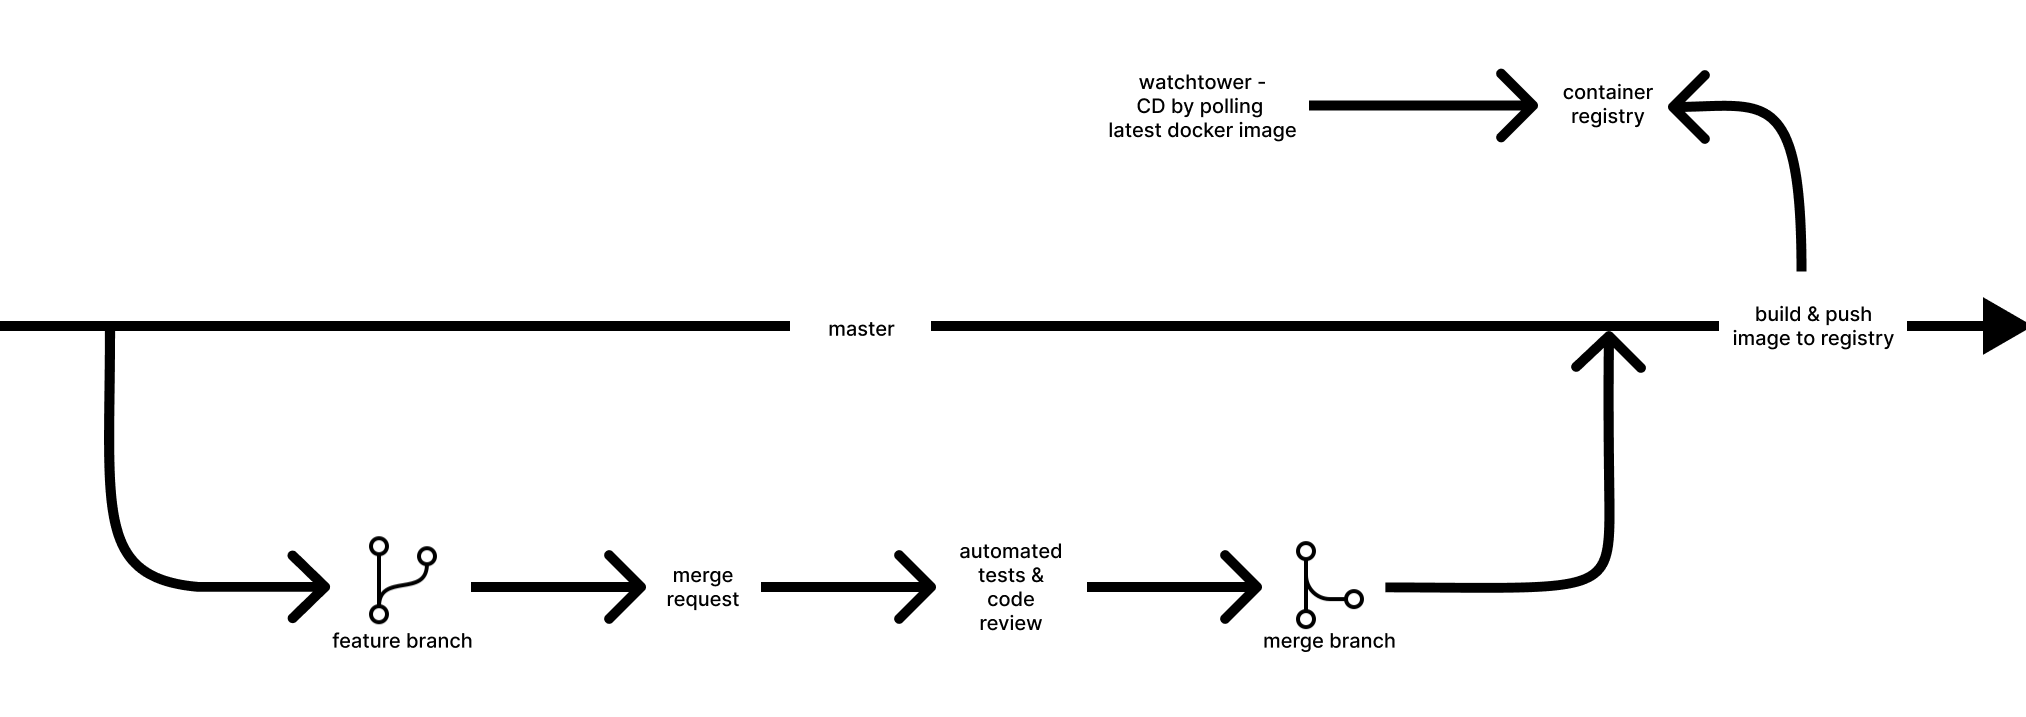 watchtower -
CD by polling
latest docker image
container
registry
master
build & push
image to registry
feature branch
merge
request
automated
tests &
code
review
merge branch